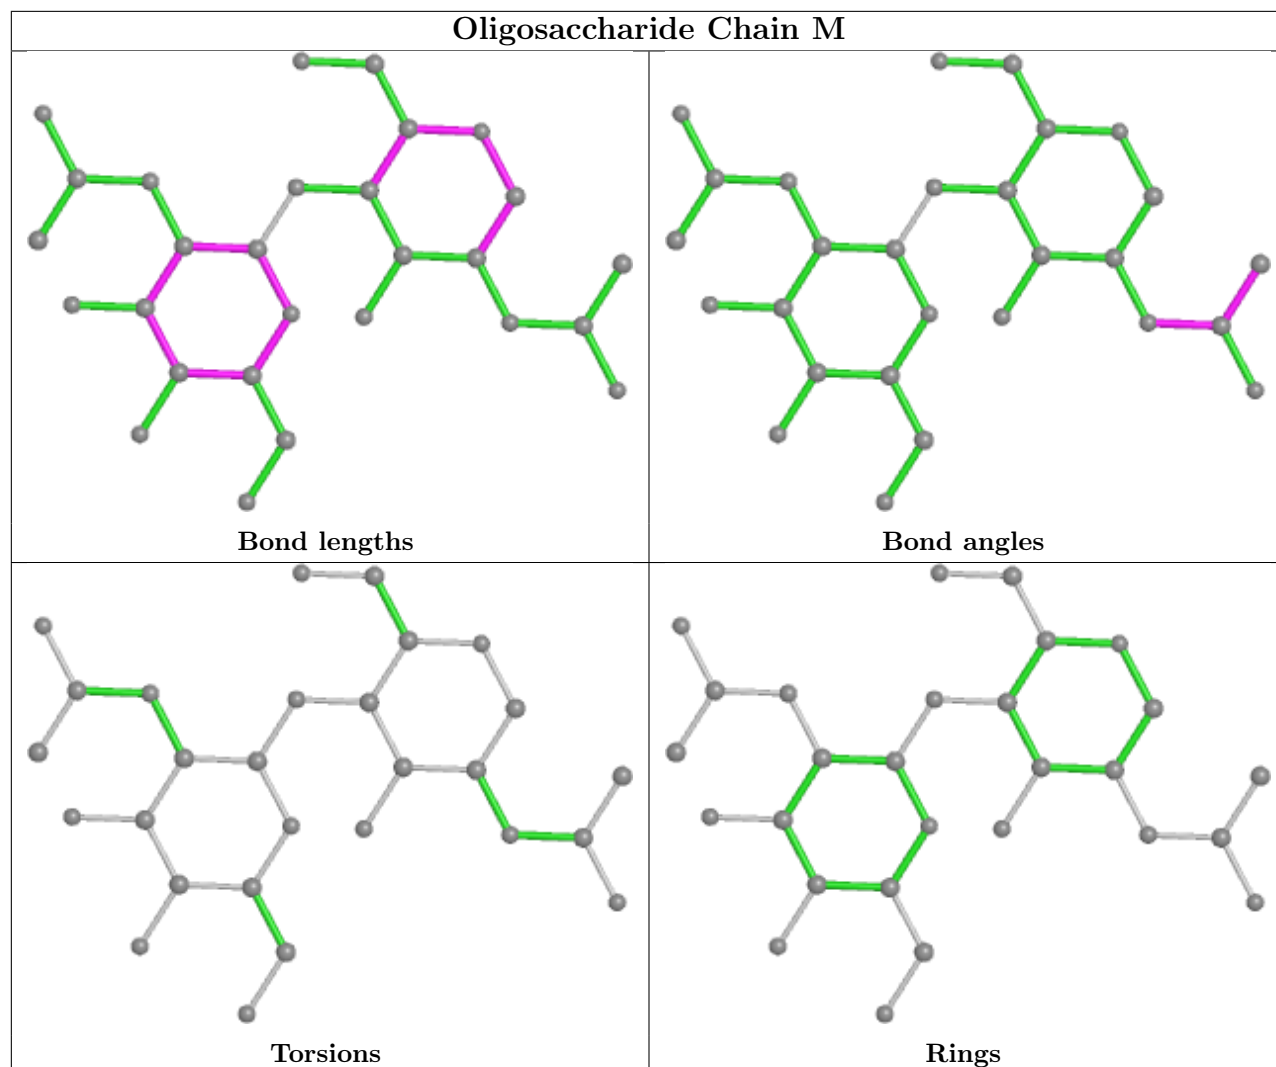 Oligosaccharide Chain M
Bond lengths
Bond angles
Torsions
Rings